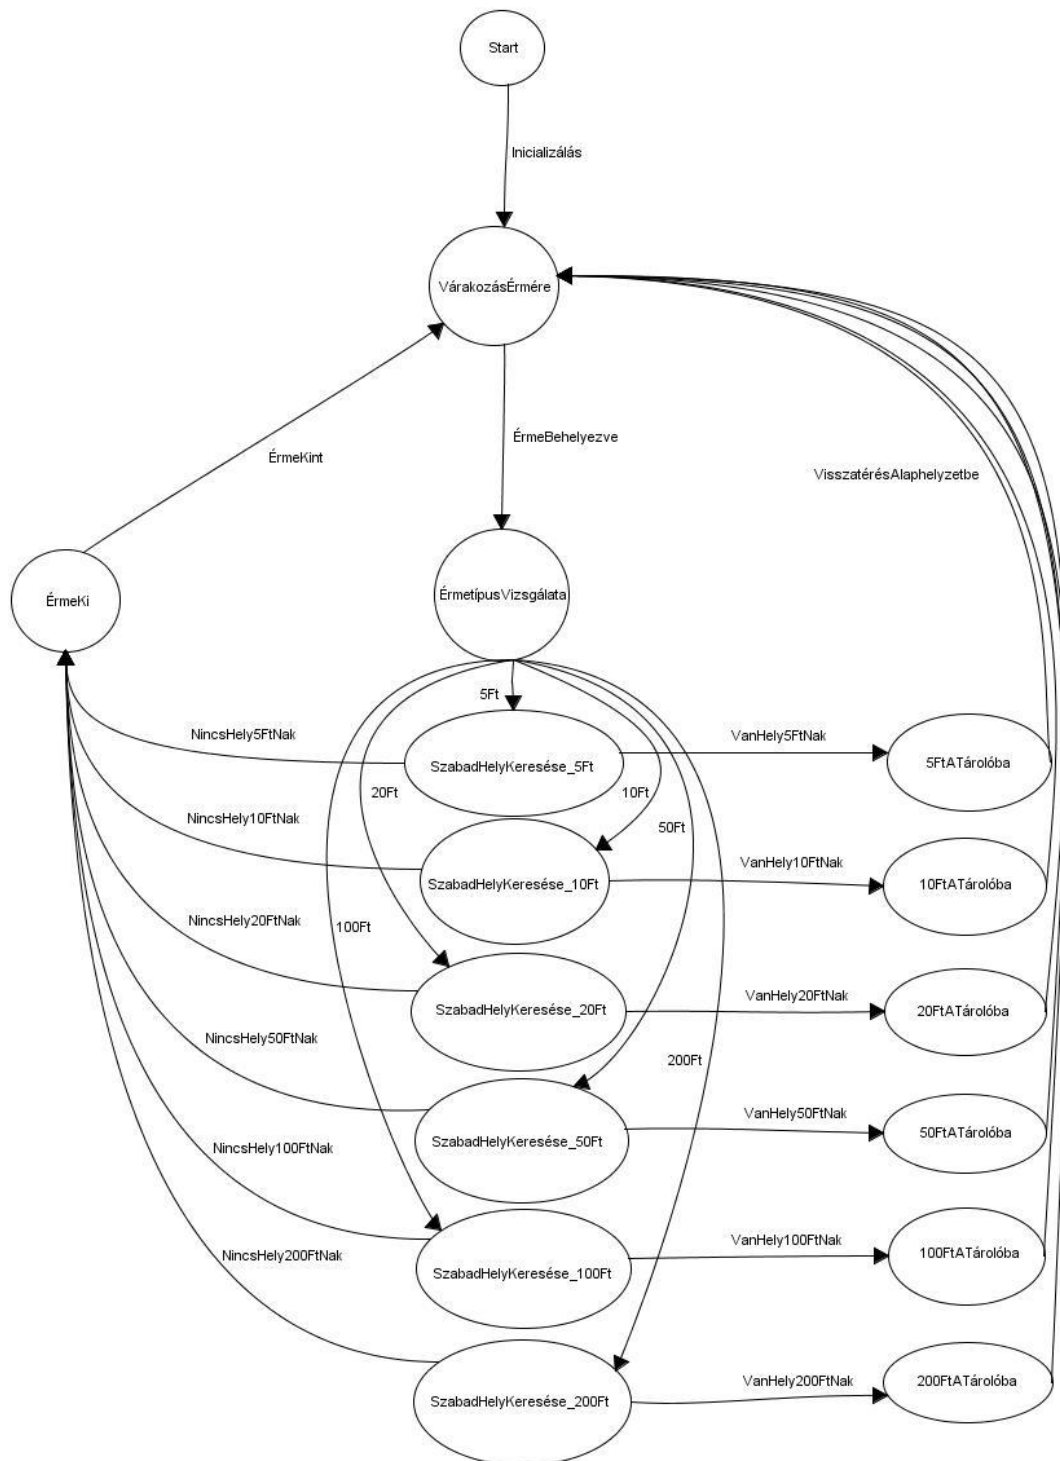 Start
Inicializálás
VárakozásÉrmére
ÉrmeBehelyezve
ÉrmeKint
VisszatérésAlaphelyzetbe
ÉrmeKi
ÉrmetípusVizsgálata
5Ft
NincsHely5FtNak
VanHely5FtNak
SzabadHelyKeresése_5Ft
5FtATárolóba
20Ft
10Ft
NincsHely10FtNak
50Ft
VanHely10FtNak
SzabadHelyKeresése_10Ft
10FtATárolóba
NincsHely20FtNak
100Ft
VanHely20FtNak
SzabadHelyKeresése_20Ft
20FtATárolóba
NincsHely50FtNak
200Ft
VanHely50FtNak
SzabadHelyKeresése_50Ft
50FtATárolóba
NincsHely100FtNak
VanHely100FtNak
SzabadHelyKeresése_100Ft
100FtATárolóba
NincsHely200FtNak
VanHely200FtNak
SzabadHelyKeresése_200Ft
200FtATárolóba